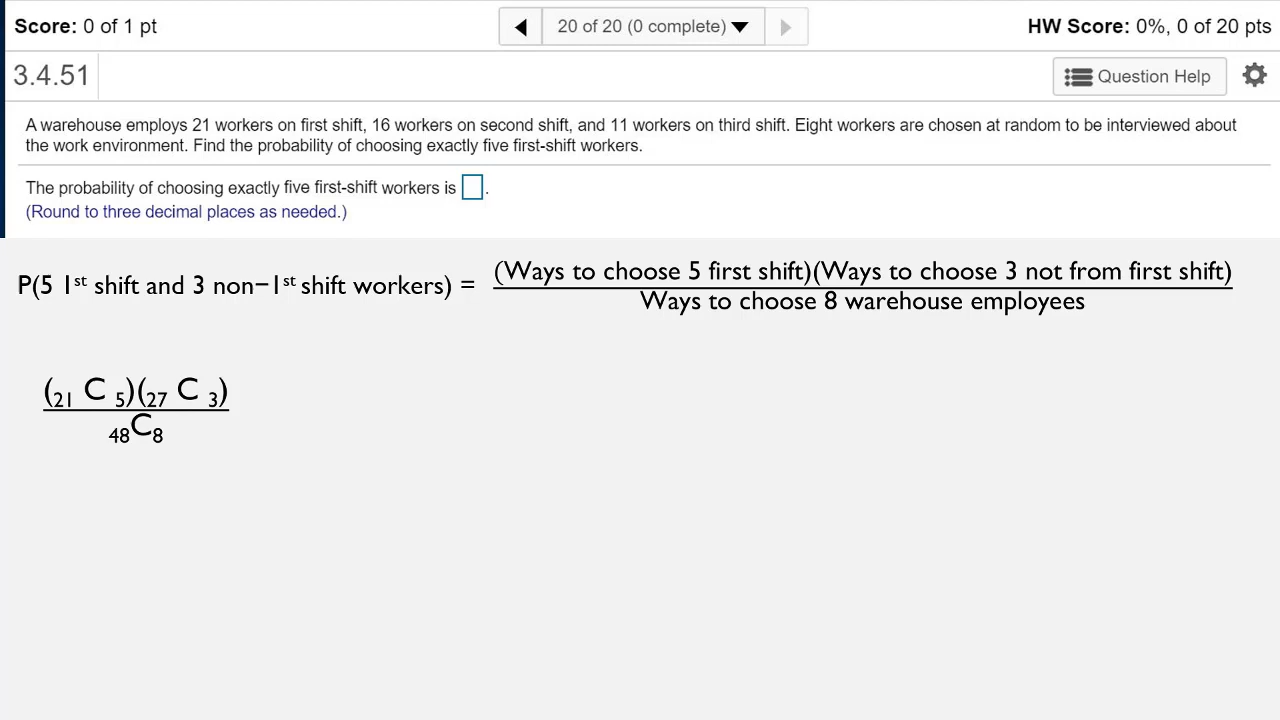 Score: 0 of 1 pt
20 of 20 (0 complete)
HW Score: 0%, 0 of 20 pts
3.4.51
Question Help
A warehouse employs 21 workers on first shift, 16 workers on second shift, and 11 workers on third shift. Eight workers are chosen at random to be interviewed about
the work environment. Find the probability of choosing exactly five first-shift workers.
The probability of choosing exactly five first-shift workers is .
(Round to three decimal places as needed.)
P(5 1st shift and 3 non−1st shift workers) =
(Ways to choose 5 first shift)(Ways to choose 3 not from first shift)
Ways to choose 8 warehouse employees
(21 C 5)(27 C 3)
48C8